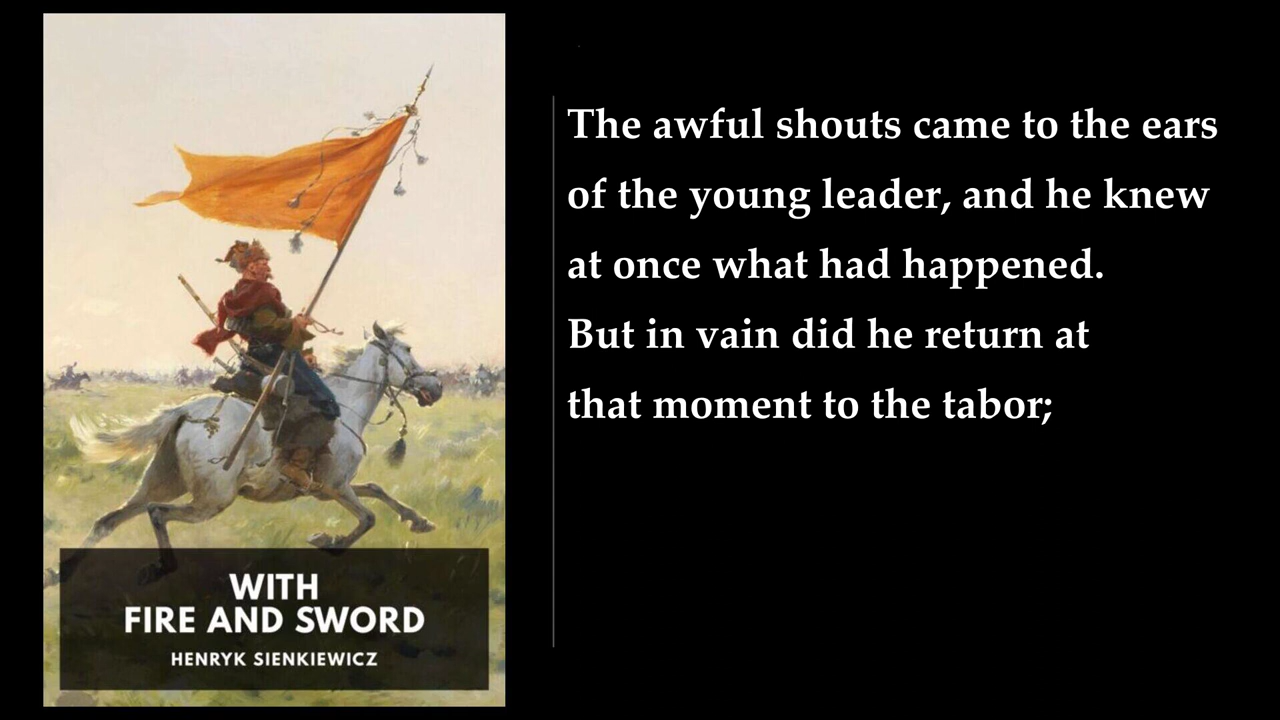 WITH
FIRE AND SWORD
HENRYK SIENKIEWICZ
The awful shouts came to the ears
of the young leader, and he knew
at once what had happened.
But in vain did he return at
that moment to the tabor;